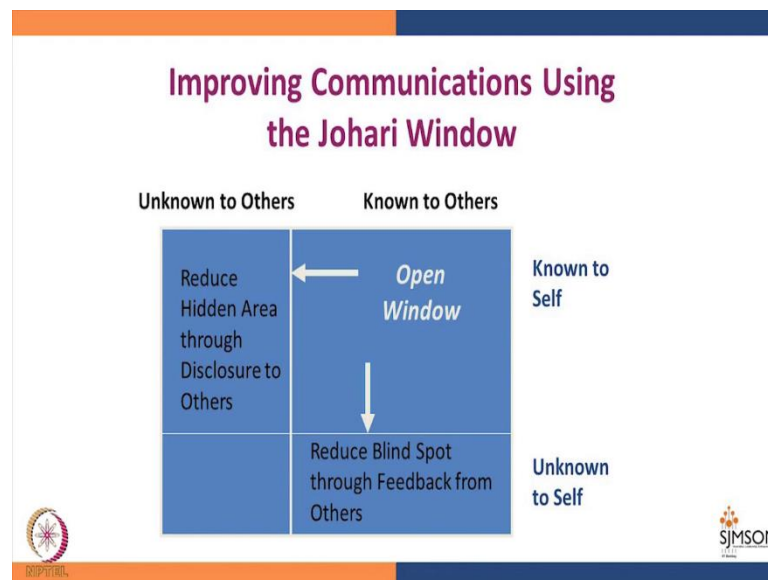 Improving Communications Using
the Johari Window
Unknown to Others
Known to Others
Reduce
Hidden Area
through
Disclosure to
Others
Open
Window
Known to
Self
Reduce Blind Spot
through Feedback from
Others
Unknown
to Self
NPTEL
SJMSOM